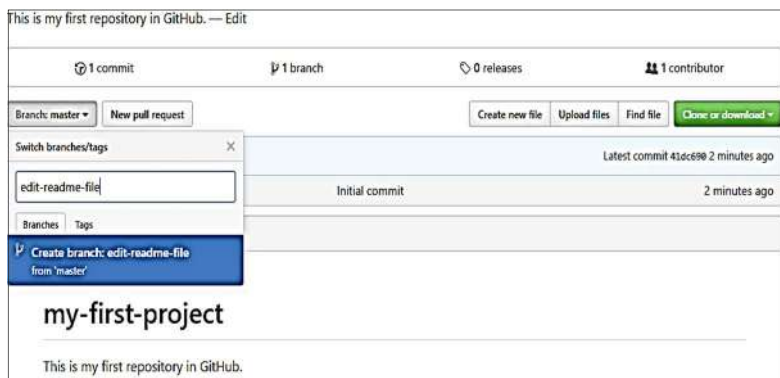 This is my first repository in GitHub. — Edit
1 commit 1 branch 0 releases 1 contributor
Branch: master New pull request Create new file Upload files Find file Clone or download
Switch branches/tags
Latest commit 41dc690 2 minutes ago
edit-readme-file
Initial commit 2 minutes ago
Branches Tags
Create branch: edit-readme-file
from 'master'
my-first-project
This is my first repository in GitHub.